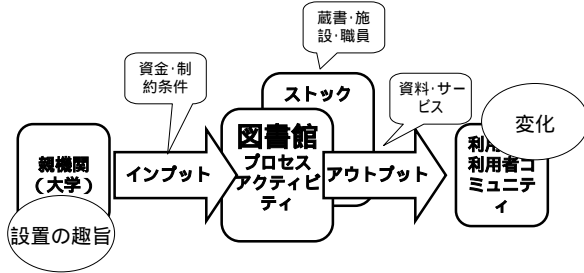 蔵書･施
設･職員
資金･制
約条件
ストック
資料･サー
ビス
変化
図書館
プロセス
アクティビ
ティ
親機関
（大学）
インプット
アウトプット
利用
利用者コ
ミュニティ
設置の趣旨